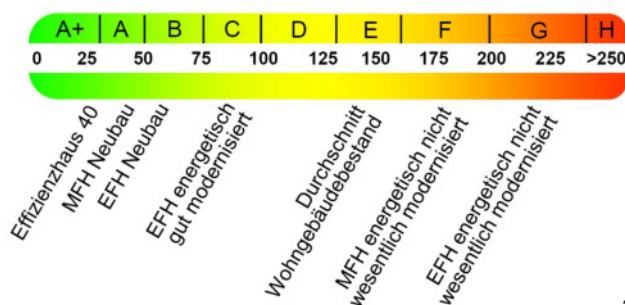 A+ A B C D E F G H
0 25 50 75 100 125 150 175 200 225 >250
Effizienzhaus 40
MFH Neubau
EFH Neubau
EFH energetisch
gut modernisiert
Durchschnitt
Wohngebäudebestand
MFH energetisch nicht
wesentlich modernisiert
EFH energetisch nicht
wesentlich modernisiert